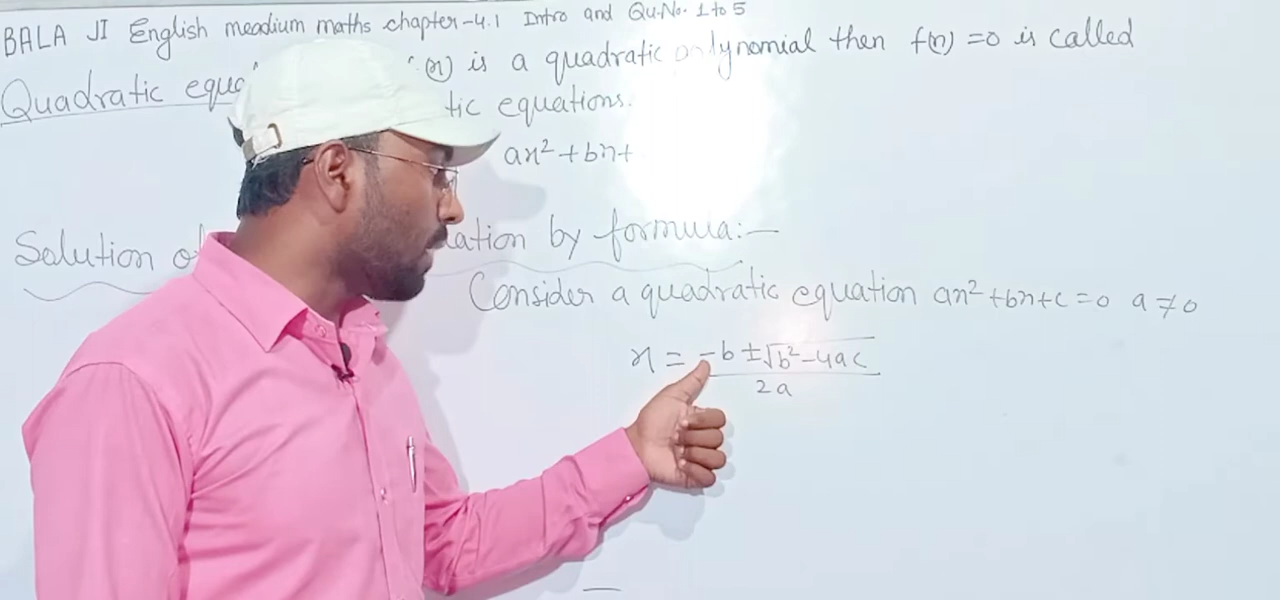 BALA JI English meadium maths chapter-4.1 Intro and Qu.No. 1 to 5
(x) is a quadratic polynomial then f(x) =0 is called
Quadratic equa tic equations.
ax² + bx+
Solution of ation by formula:-
Consider a quadratic equation ax²+bx+c=0 a≠0
x = -b ± √b²-4ac
2a